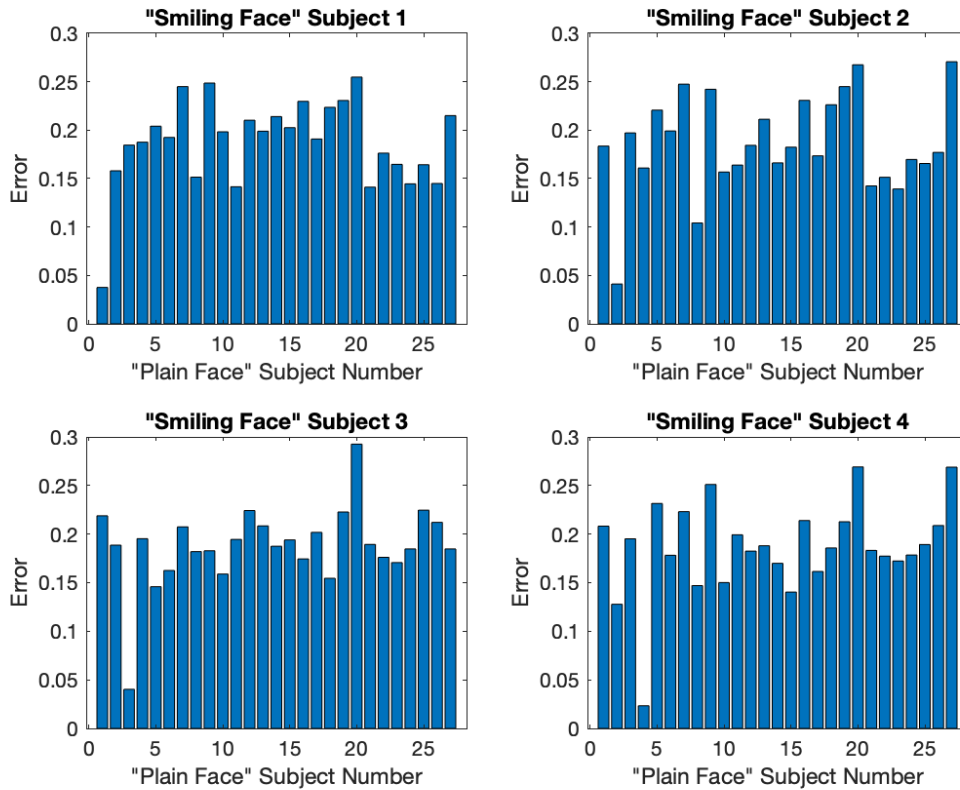 "Smiling Face" Subject 1
0.3
0.25
0.2
0.15
0.1
0.05
0
Error
0 5 10 15 20 25
"Plain Face" Subject Number
"Smiling Face" Subject 2
0.3
0.25
0.2
0.15
0.1
0.05
0
Error
0 5 10 15 20 25
"Plain Face" Subject Number
"Smiling Face" Subject 3
0.3
0.25
0.2
0.15
0.1
0.05
0
Error
0 5 10 15 20 25
"Plain Face" Subject Number
"Smiling Face" Subject 4
0.3
0.25
0.2
0.15
0.1
0.05
0
Error
0 5 10 15 20 25
"Plain Face" Subject Number